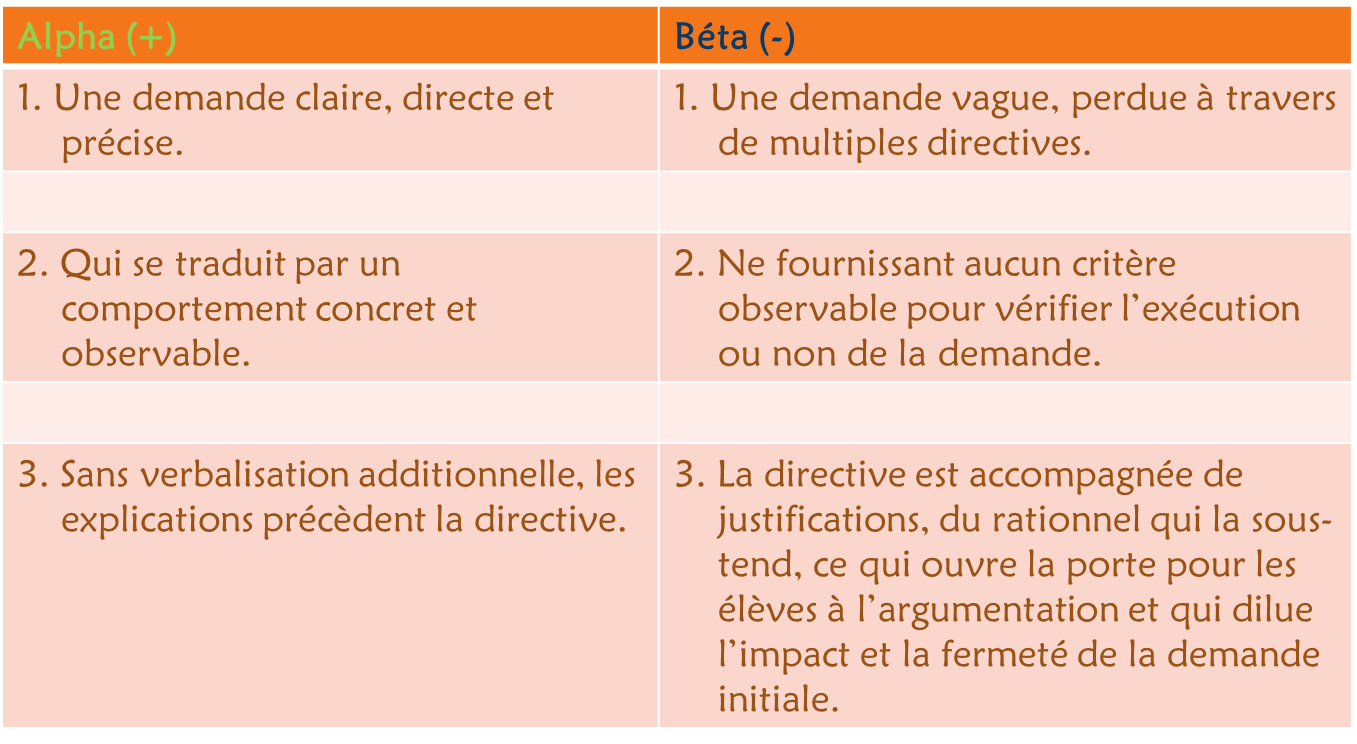 Alpha (+)
Béta (-)
1. Une demande claire, directe et
précise.
1. Une demande vague, perdue à travers
de multiples directives.
2. Qui se traduit par un
comportement concret et
observable.
2. Ne fournissant aucun critère
observable pour vérifier l'exécution
ou non de la demande.
3. Sans verbalisation additionnelle, les
explications précèdent la directive.
3. La directive est accompagnée de
justifications, du rationnel qui la sous-
tend, ce qui ouvre la porte pour les
élèves à l'argumentation et qui dilue
l'impact et la fermeté de la demande
initiale.